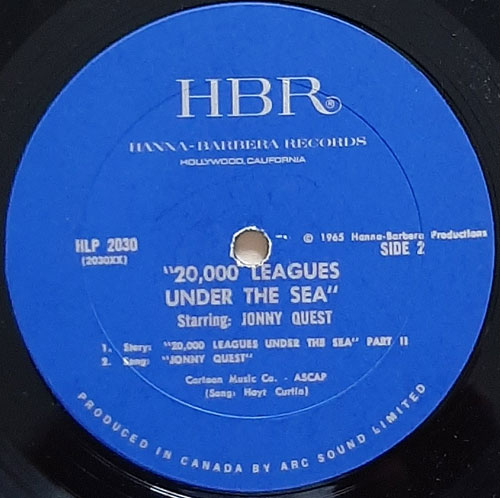 HBR®
HANNA-BARBERA RECORDS
HOLLYWOOD, CALIFORNIA
© 1965 Hanna-Barbera Productions
HLP 2030
SIDE 2
(2030XX)
"20,000 LEAGUES
UNDER THE SEA"
Starring: JONNY QUEST
1. Story: "20,000 LEAGUES UNDER THE SEA" PART II
2. Song: "JONNY QUEST"
Cartoon Music Co. - ASCAP
(Song: Hoyt Curtin)
PRODUCED IN CANADA BY ARC SOUND LIMITED